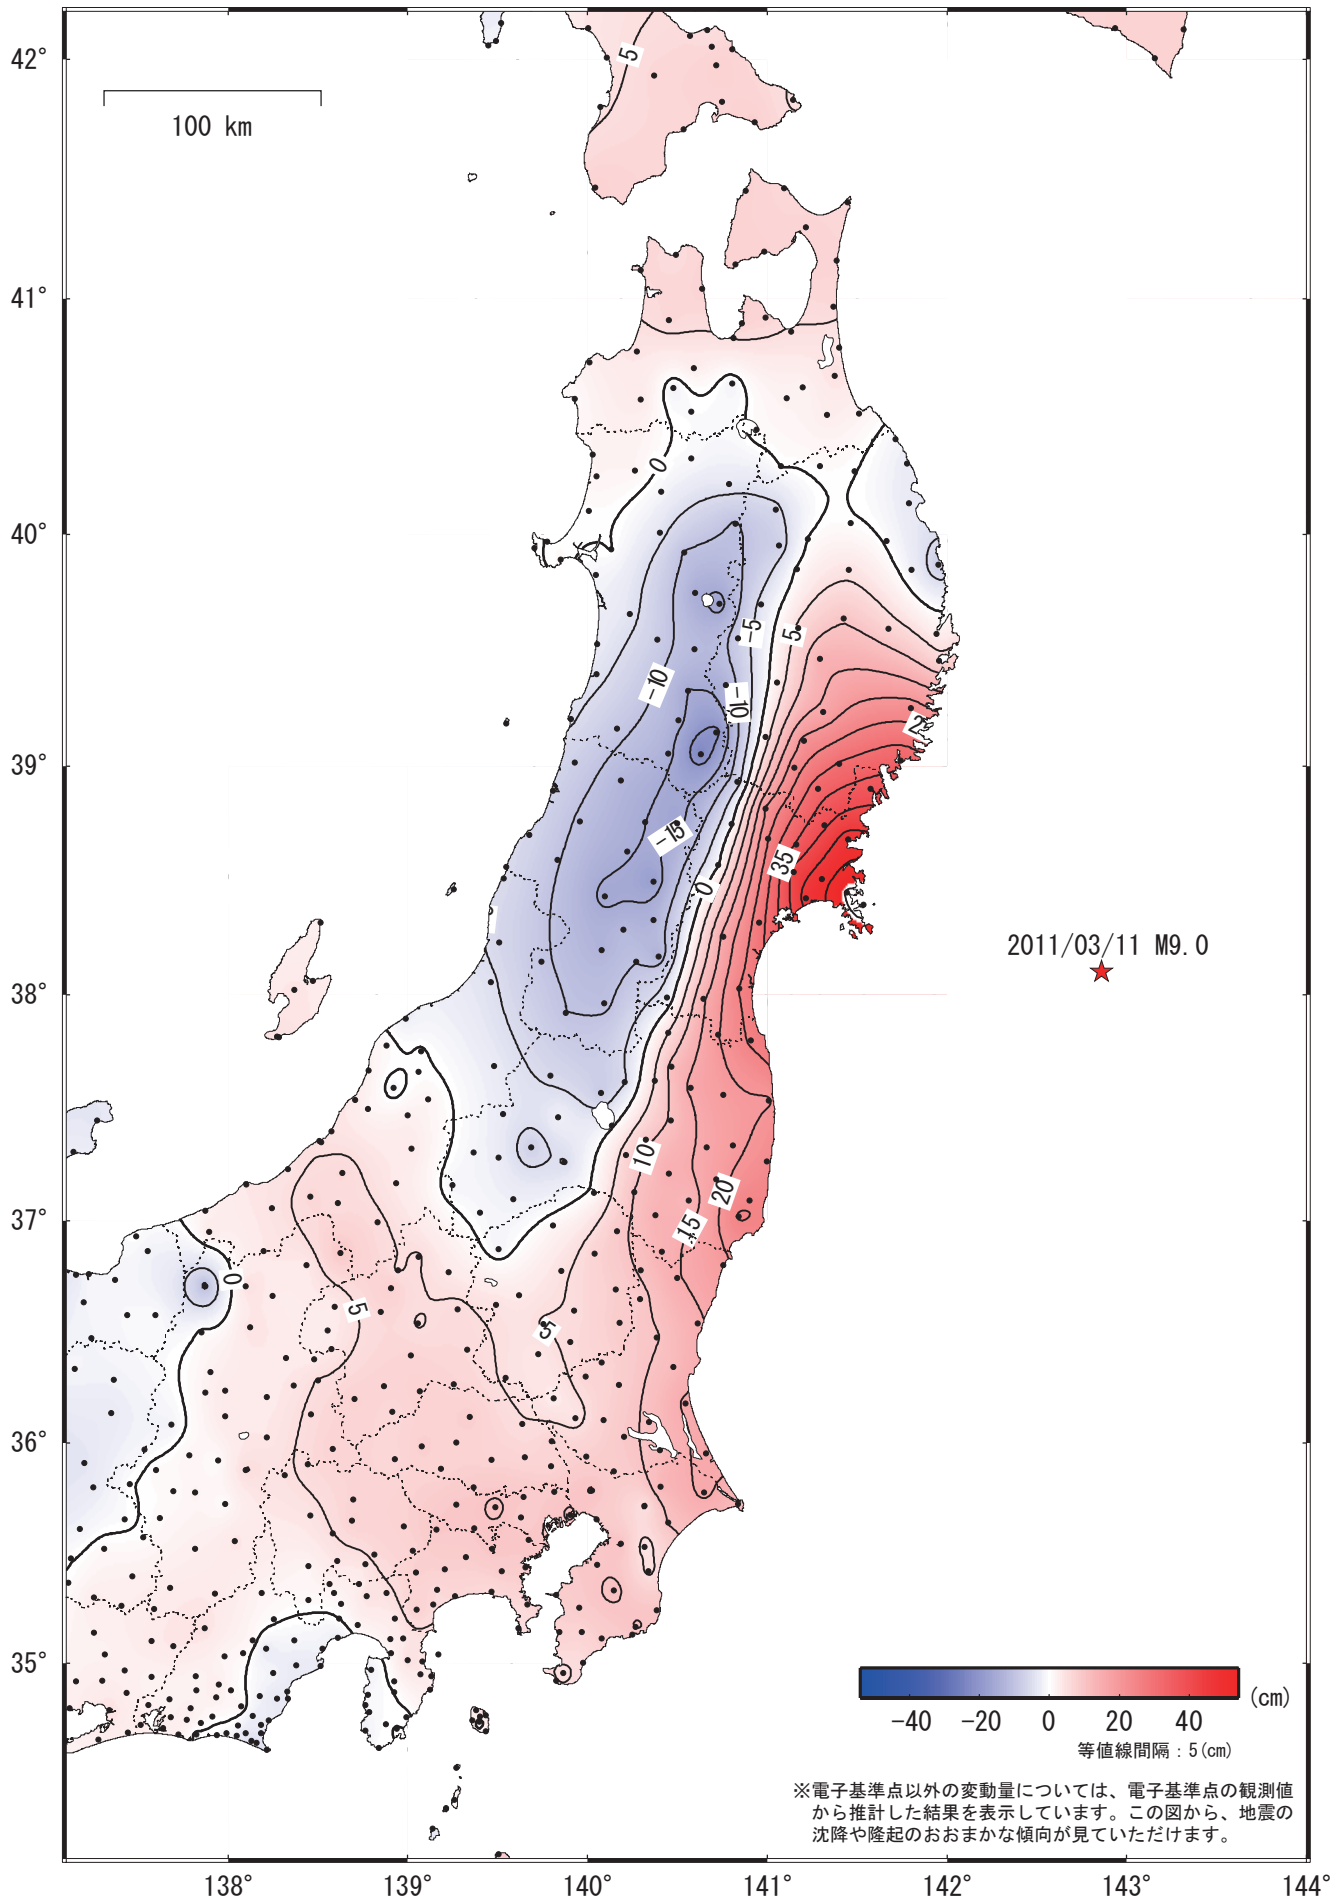 42°
5
100 km
41°
0
40°
-5
5
-10
-10
2
39°
-15
35
0
2011/03/11 M9.0
38°
10
20
15
37°
0
5
5
36°
35°
(cm)
-40 -20 0 20 40
等値線間隔：5(cm)
※電子基準点以外の変動量については、電子基準点の観測値
から推計した結果を表示しています。この図から、地震の
沈降や隆起のおおまかな傾向が見ていただけます。
138° 139° 140° 141° 142° 143° 144°